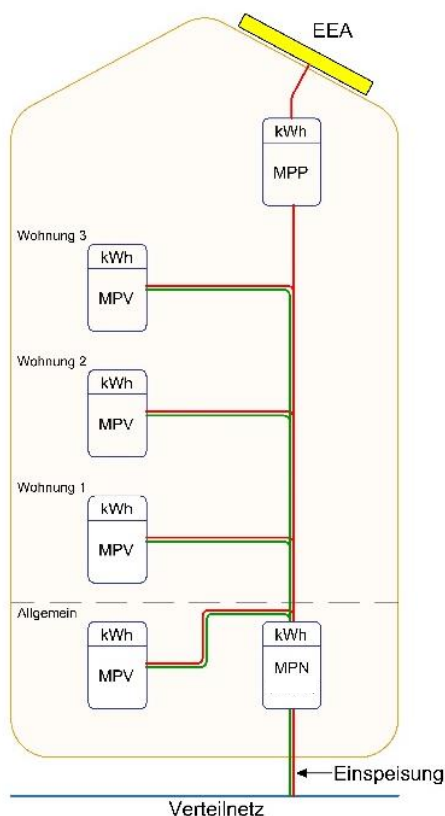 EEA
kWh
MPP
Wohnung 3
kWh
MPV
Wohnung 2
kWh
MPV
Wohnung 1
kWh
MPV
Allgemein
kWh
MPV
kWh
MPN
Einspeisung
Verteilnetz